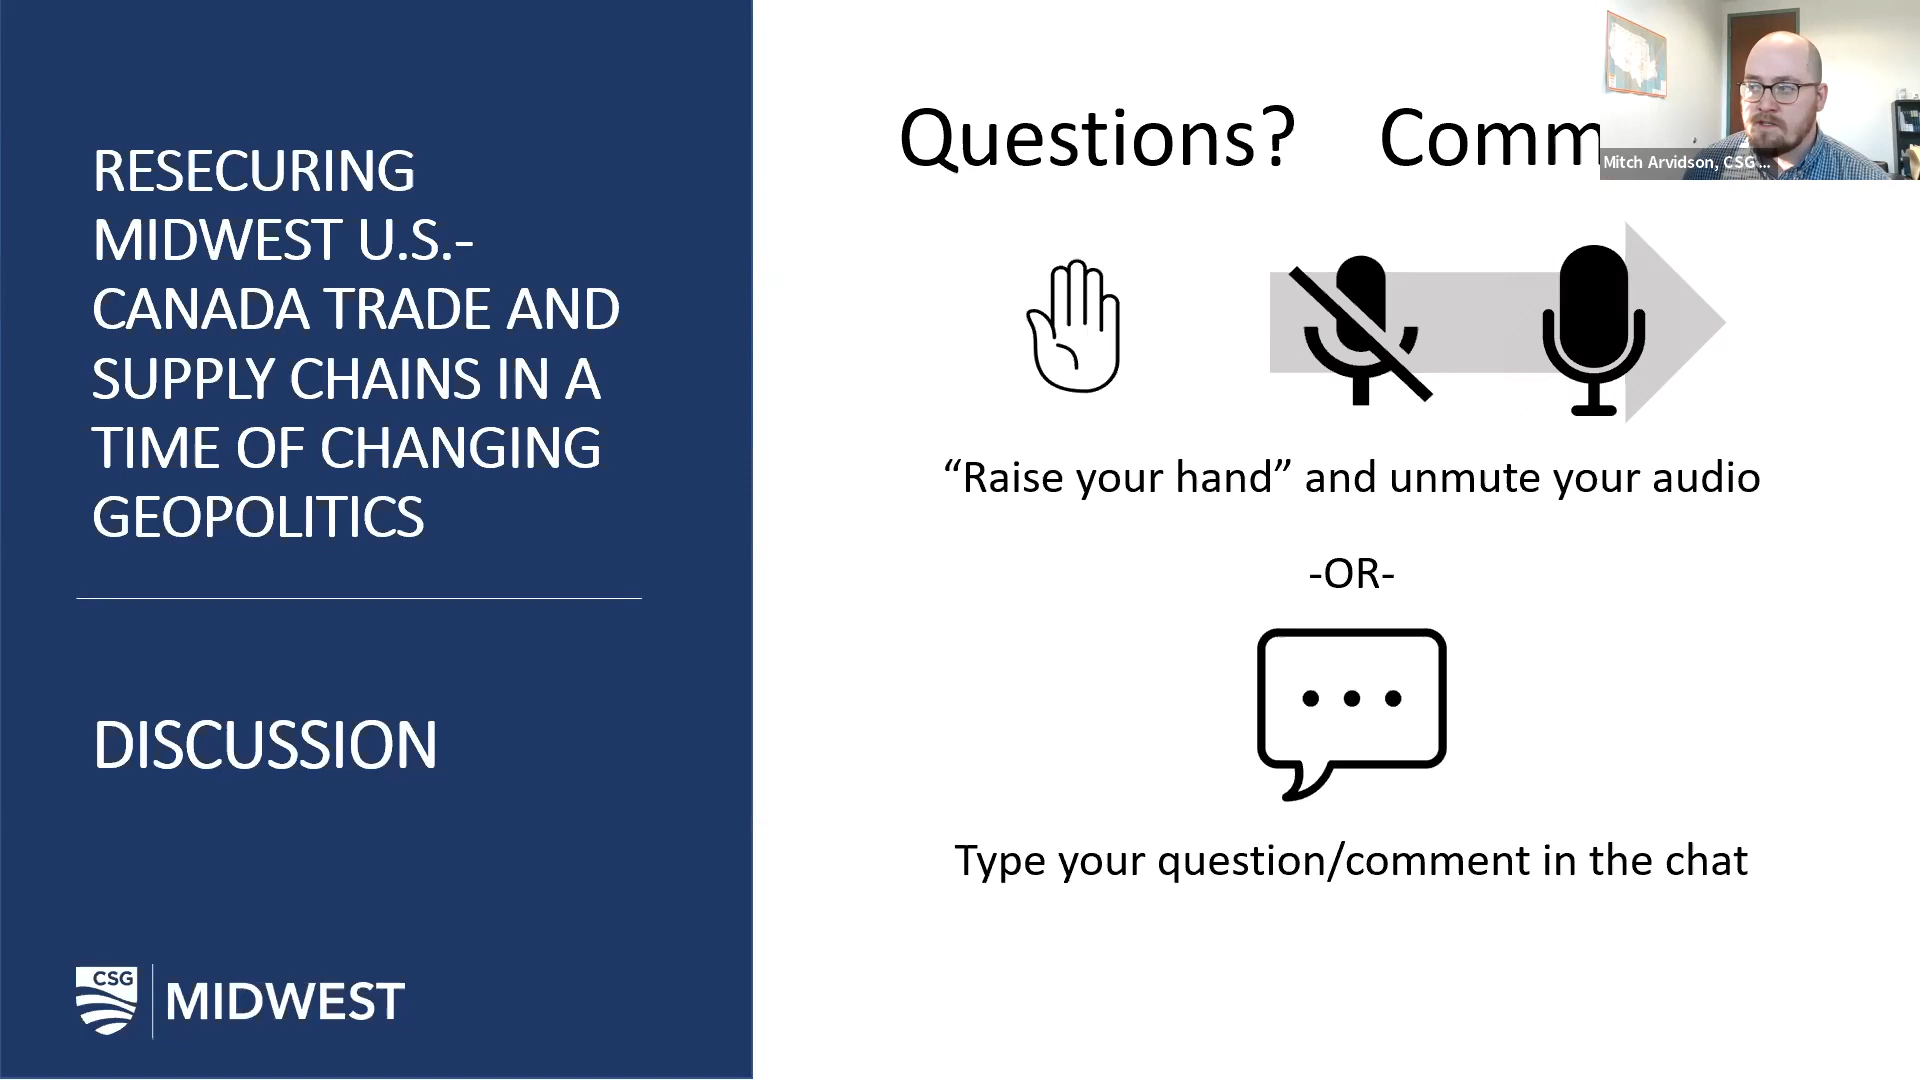 RESECURING
MIDWEST U.S.-
CANADA TRADE AND
SUPPLY CHAINS IN A
TIME OF CHANGING
GEOPOLITICS
DISCUSSION
CSG
MIDWEST
Questions? Comm
Mitch Arvidson, CSG ...
“Raise your hand” and unmute your audio
-OR-
Type your question/comment in the chat